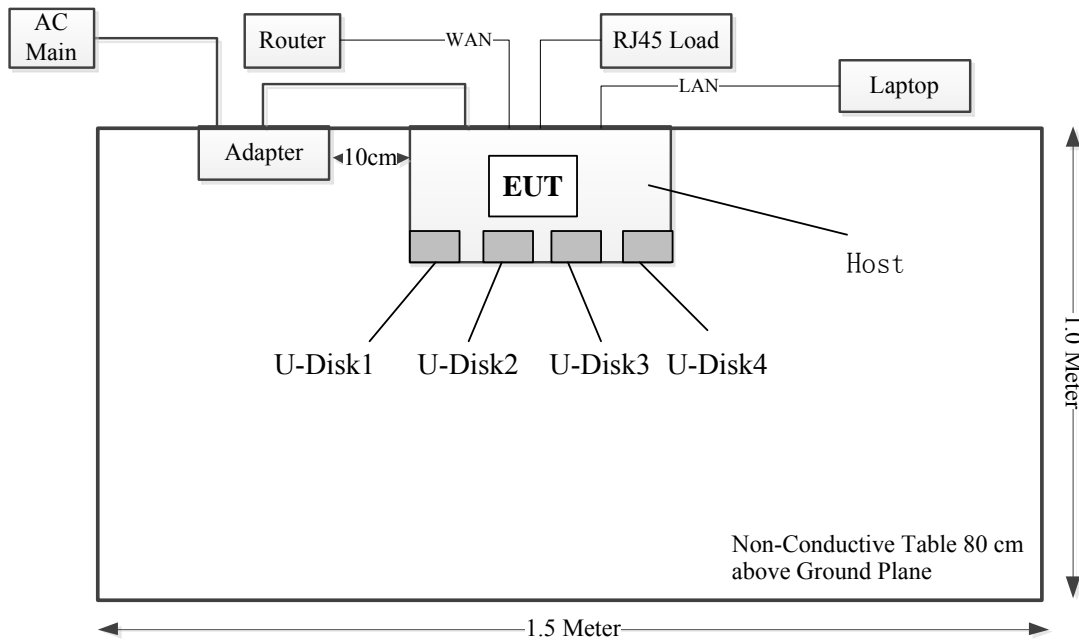 AC
Main
Router
WAN
RJ45 Load
LAN
Laptop
Adapter
10cm
EUT
Host
U-Disk1
U-Disk2
U-Disk3
U-Disk4
1.0 Meter
Non-Conductive Table 80 cm
above Ground Plane
1.5 Meter